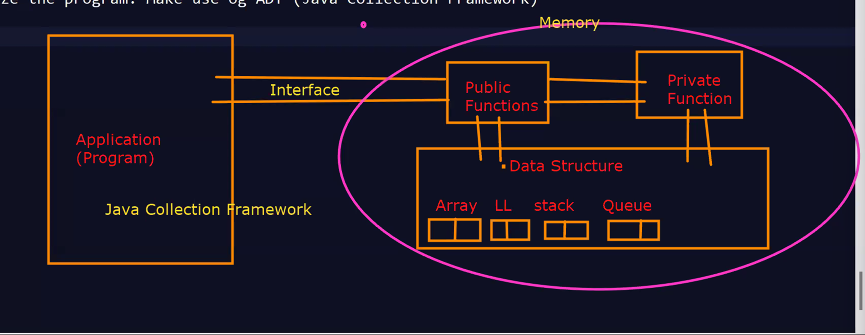 ze the program. Make use og ADT (Java Collection Framework)
Memory
Interface
Public
Functions
Private
Function
Application
(Program)
Data Structure
Java Collection Framework
Array LL stack Queue